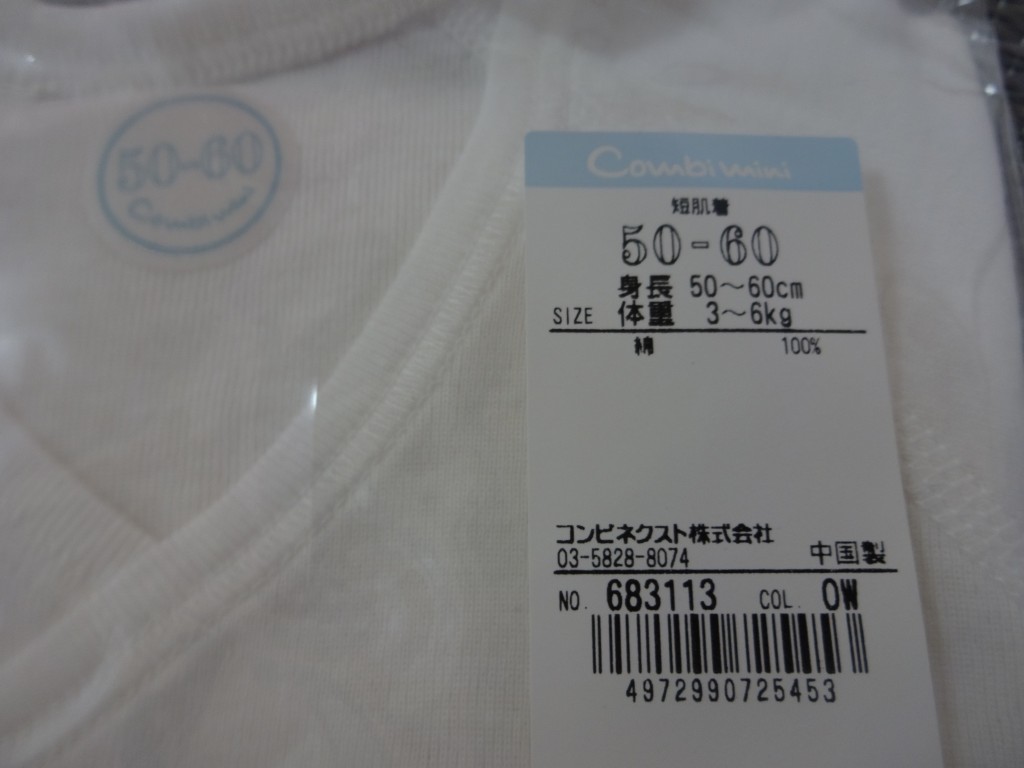 50-60
Combi mini
Combi mini
短肌着
50-60
身長 50～60cm
SIZE 体重 3～6kg
綿 100%
コンビネクスト株式会社
03-5828-8074 中国製
NO. 683113 COL. OW
4972990725453